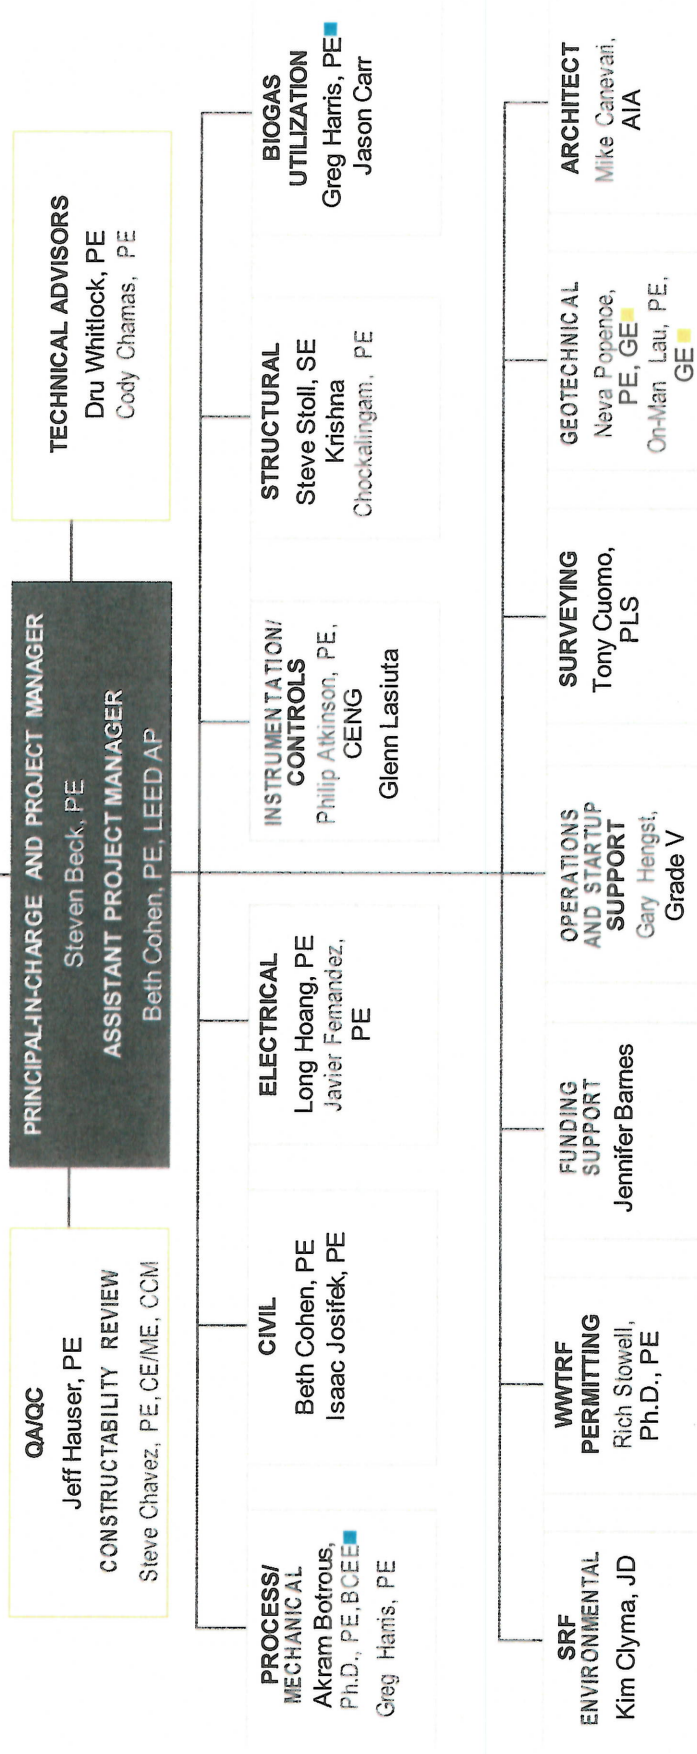 QA/QC
Jeff Hauser, PE
CONSTRUCTABILITY REVIEW
Steve Chavez, PE, CE/ME, CCM
PRINCIPAL-IN-CHARGE AND PROJECT MANAGER
Steven Beck, PE
ASSISTANT PROJECT MANAGER
Beth Cohen, PE, LEED AP
TECHNICAL ADVISORS
Dru Whitlock, PE
Cody Chamas, PE
PROCESS/
MECHANICAL
Akram Botrous,
Ph.D., PE, BCEE
Greg Harris, PE
CIVIL
Beth Cohen, PE
Isaac Josifek, PE
ELECTRICAL
Long Hoang, PE
Javier Fernandez,
PE
INSTRUMENTATION/
CONTROLS
Philip Atkinson, PE,
CENG
Glenn Lasiuta
STRUCTURAL
Steve Stoll, SE
Krishna
Chockalingam, PE
BIOGAS
UTILIZATION
Greg Harris, PE
Jason Carr
SRF
ENVIRONMENTAL
Kim Clyma, JD
WWTRF
PERMITTING
Rich Stowell,
Ph.D., PE
FUNDING
SUPPORT
Jennifer Barnes
OPERATIONS
AND STARTUP
SUPPORT
Gary Hengst,
Grade V
SURVEYING
Tony Cuomo,
PLS
GEOTECHNICAL
Neva Popence,
PE, GE
On-Man Lau, PE,
GE
ARCHITECT
Mike Canevari,
AIA